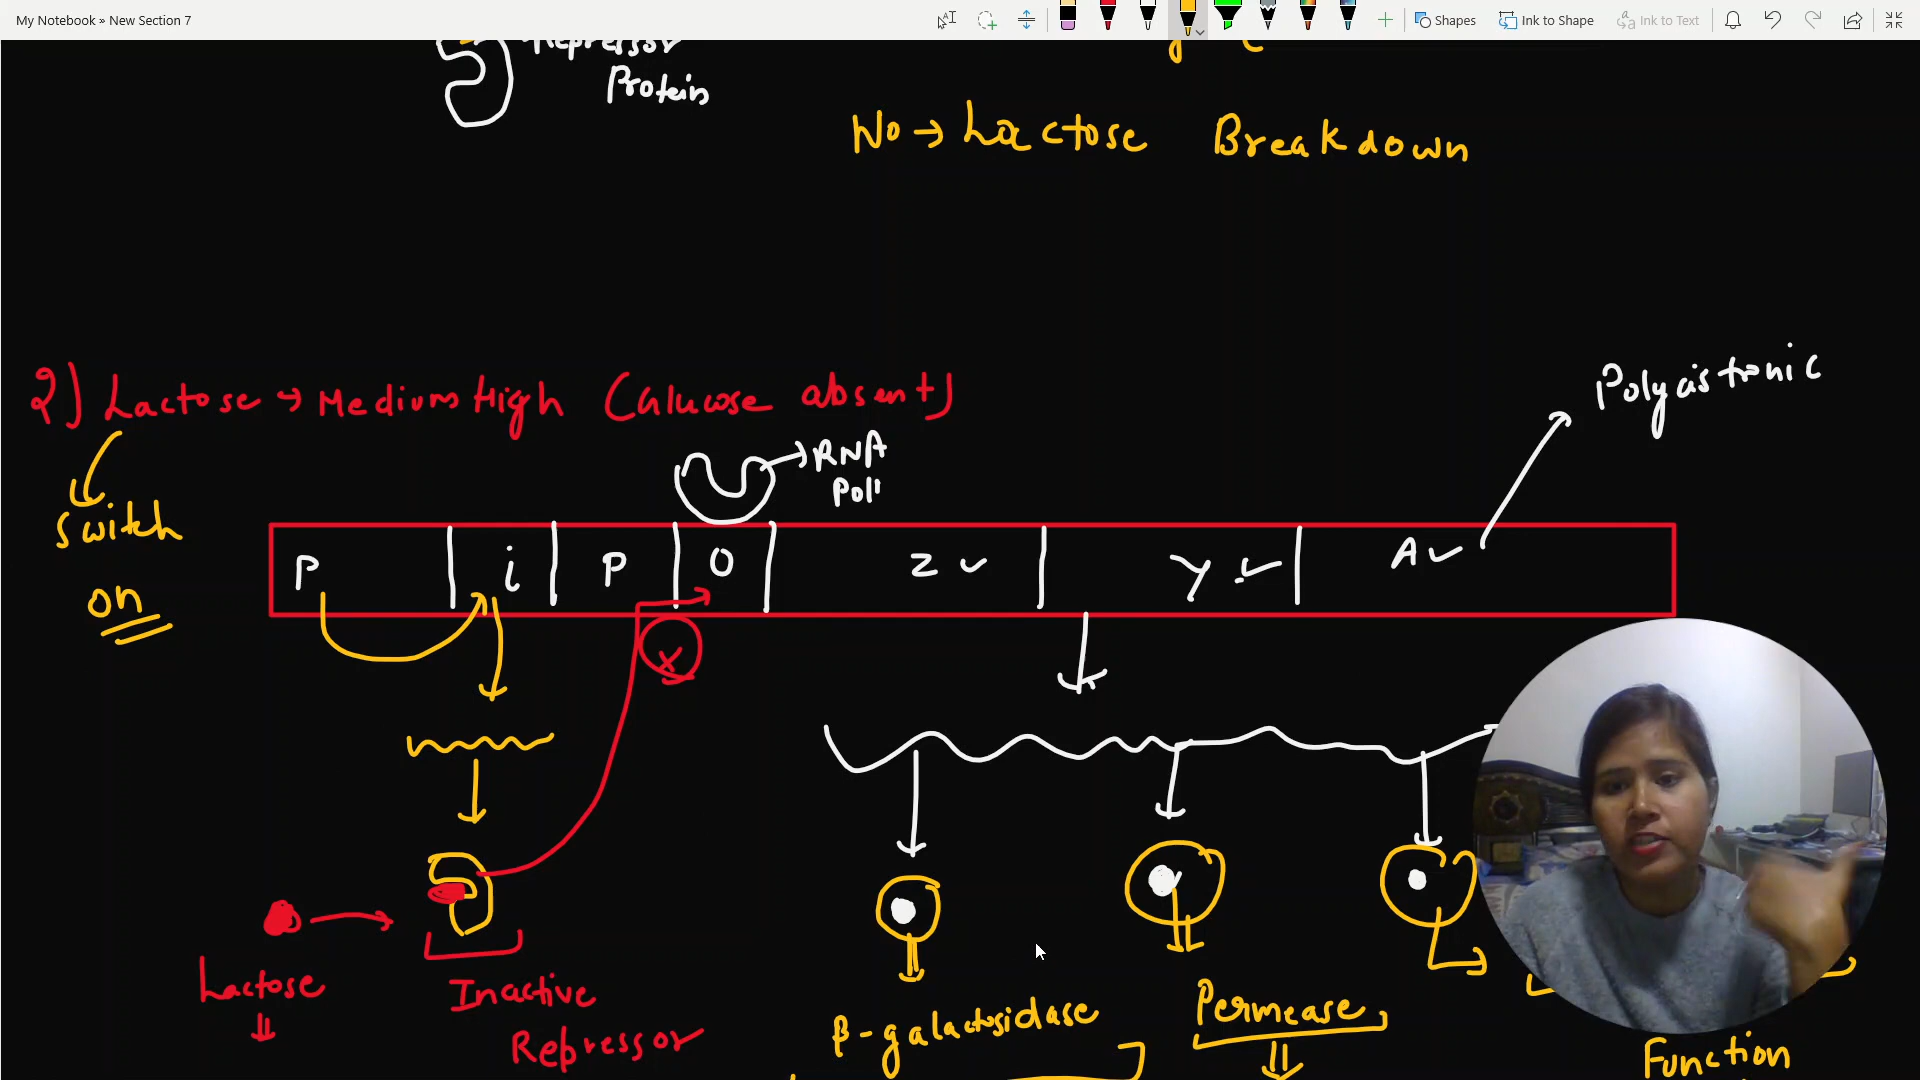 My Notebook » New Section 7
Shapes
Ink to Shape
Ink to Text
Repressor
Protein
No → Lactose Breakdown
2) Lactose → Medium High (Glucose absent)
Switch
on
RNA
Pol
Polycistronic
P i P O Z ✓ y ✓ A ✓
x
Lactose
Inactive
Repressor
β-galactosidase
Permease
Function